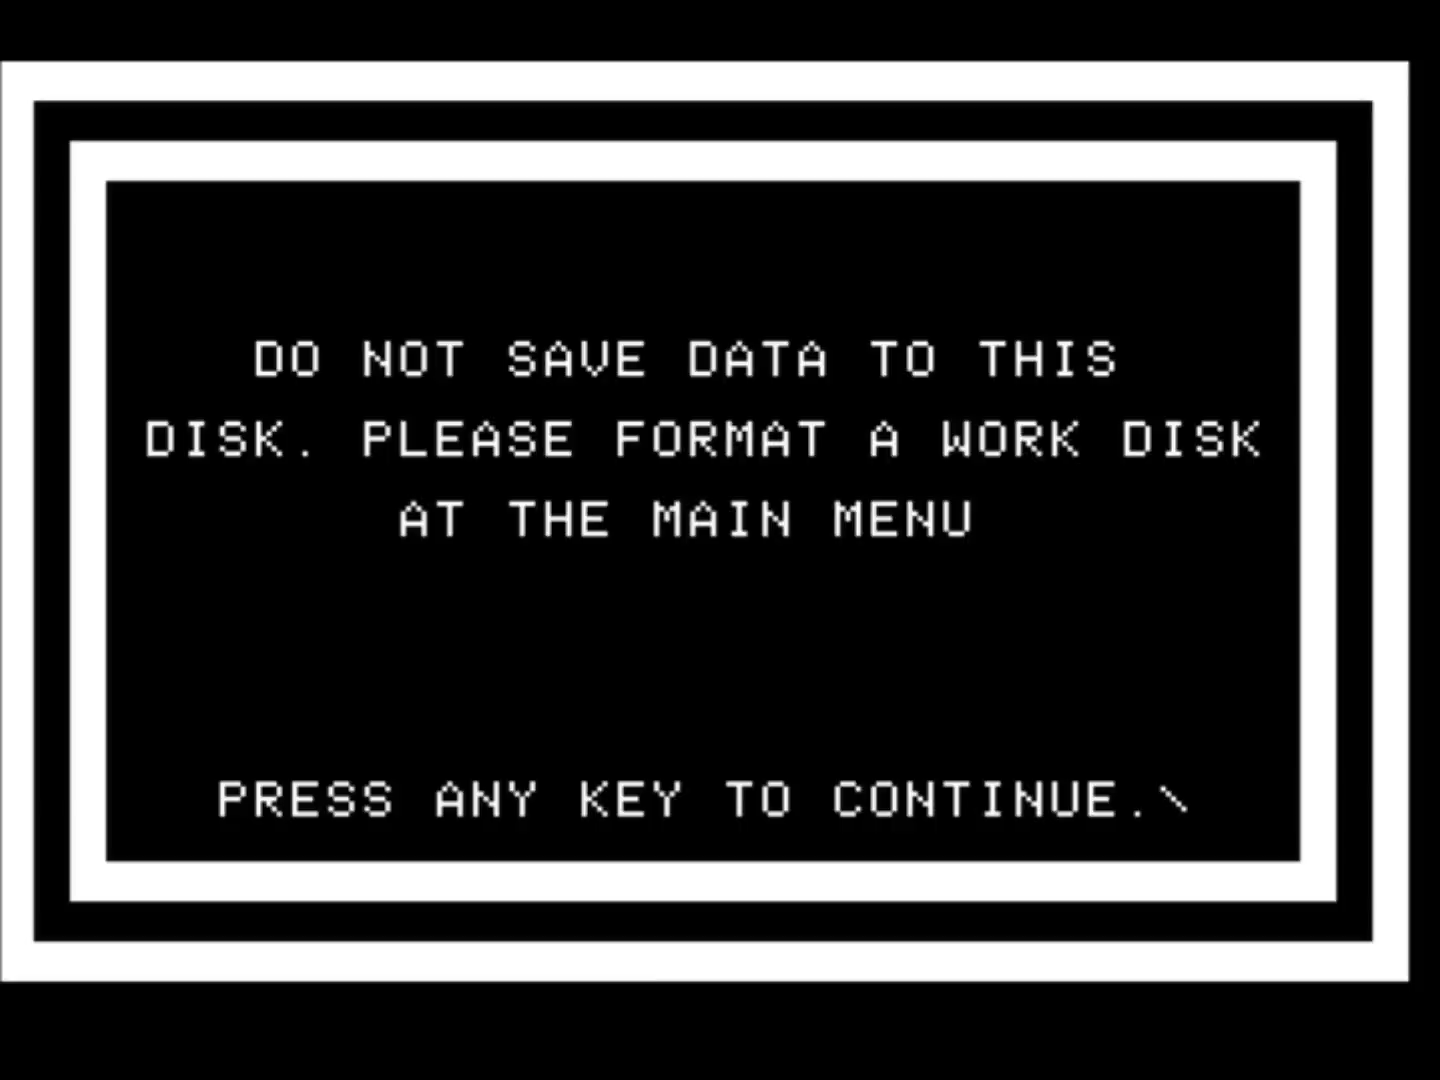 DO NOT SAVE DATA TO THIS
DISK. PLEASE FORMAT A WORK DISK
AT THE MAIN MENU
PRESS ANY KEY TO CONTINUE.\